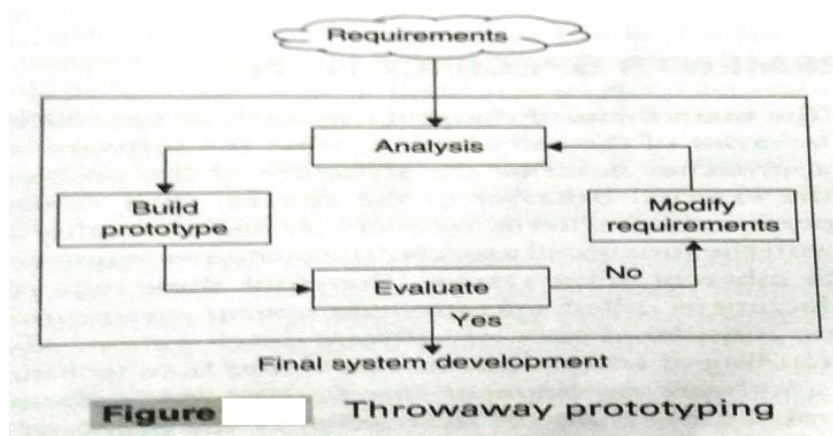 Requirements
Analysis
Build
prototype
Modify
requirements
Evaluate
No
Yes
Final system development
Figure Throwaway prototyping